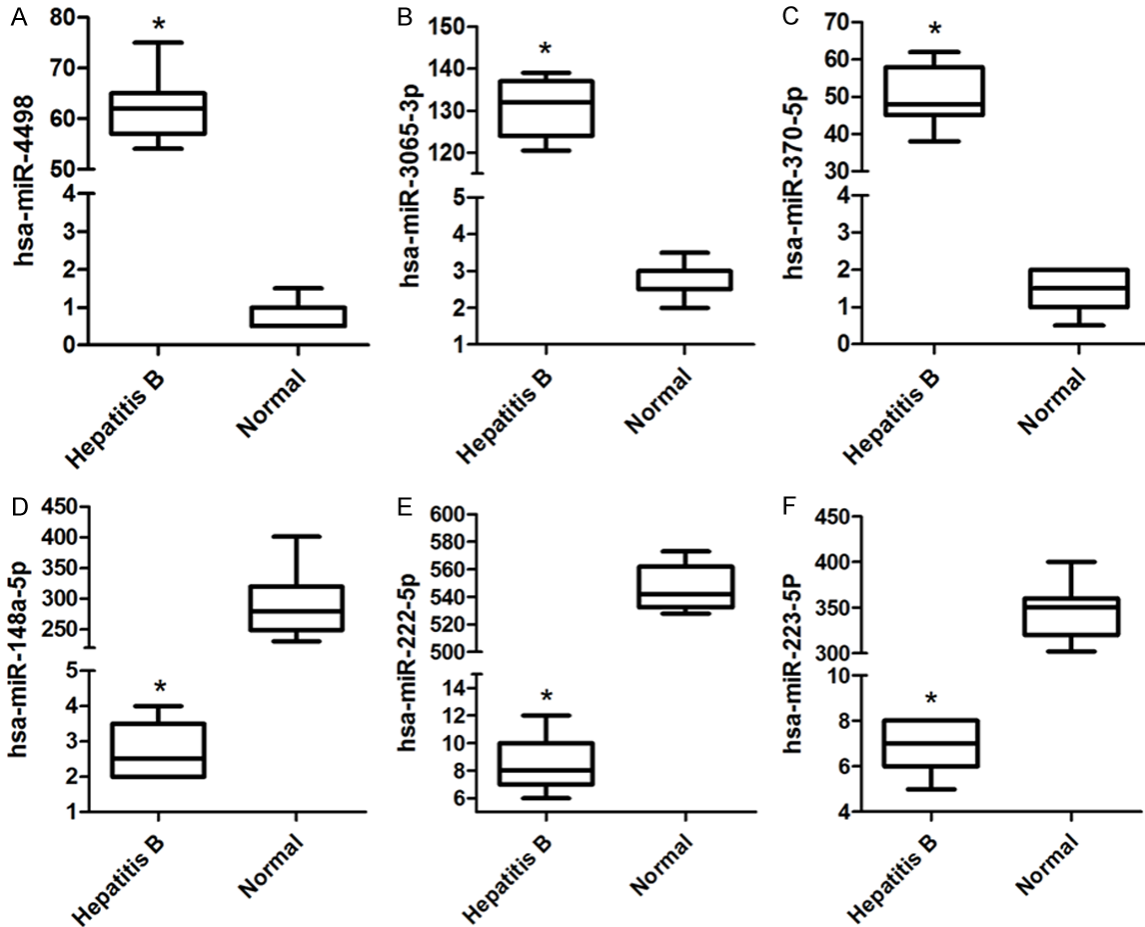 A
hsa-miR-4498
80
70
60
50
4
3
2
1
0
*
Hepatitis B
Normal
B
hsa-miR-3065-3p
150
140
130
120
5
4
3
2
1
*
Hepatitis B
Normal
C
hsa-miR-370-5p
70
60
50
40
30
4
3
2
1
0
*
Hepatitis B
Normal
D
hsa-miR-148a-5p
450
400
350
300
250
5
4
3
2
1
*
Hepatitis B
Normal
E
hsa-miR-222-5p
600
580
560
540
520
500
14
12
10
8
6
*
Hepatitis B
Normal
F
hsa-miR-223-5P
450
400
350
300
10
8
6
4
*
Hepatitis B
Normal